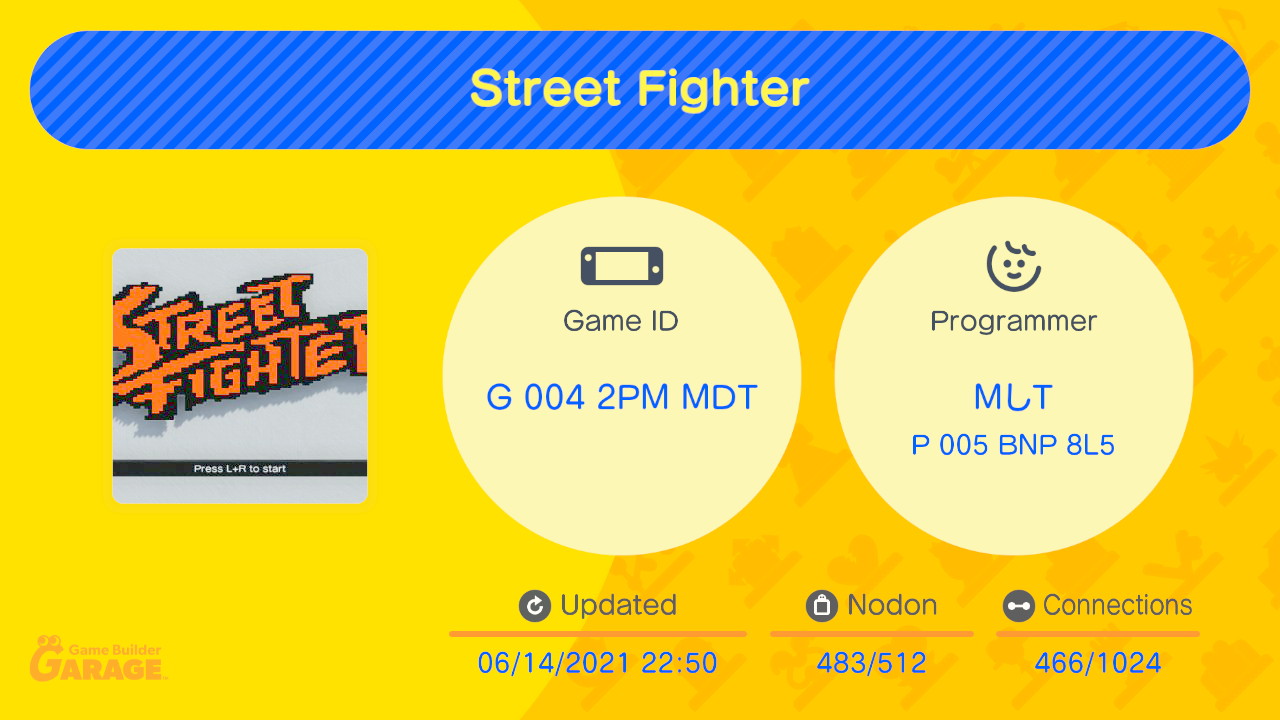 Street Fighter
STREET
FIGHTER
Press L+R to start
Game ID
G 004 2PM MDT
Programmer
MしT
P 005 BNP 8L5
Updated
06/14/2021 22:50
Nodon
483/512
Connections
466/1024
Game Builder
GARAGE™